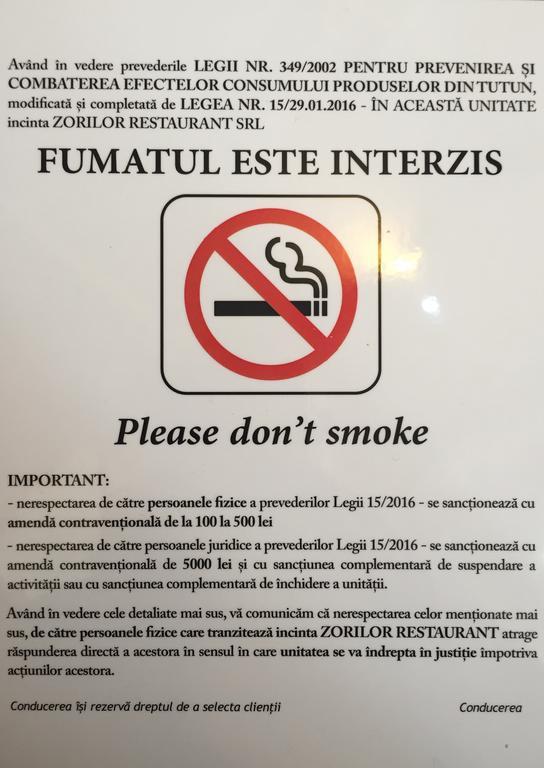 Având în vedere prevederile LEGII NR. 349/2002 PENTRU PREVENIREA ȘI
COMBATEREA EFECTELOR CONSUMULUI PRODUSELOR DIN TUTUN,
modificată și completată de LEGEA NR. 15/29.01.2016 - ÎN ACEASTĂ UNITATE
incinta ZORILOR RESTAURANT SRL
FUMATUL ESTE INTERZIS
Please don't smoke
IMPORTANT:
- nerespectarea de către persoanele fizice a prevederilor Legii 15/2016 - se sancționează cu
amendă contravențională de la 100 la 500 lei
- nerespectarea de către persoanele juridice a prevederilor Legii 15/2016 - se sancționează cu
amendă contravențională de 5000 lei și cu sancțiunea complementară de suspendare a
activității sau cu sancțiunea complementară de închidere a unității.
Având în vedere cele detaliate mai sus, vă comunicăm că nerespectarea celor menționate mai
sus, de către persoanele fizice care tranzitează incinta ZORILOR RESTAURANT atrage
răspunderea directă a acestora în sensul în care unitatea se va îndrepta în justiție împotriva
acțiunilor acestora.
Conducerea își rezervă dreptul de a selecta clienții Conducerea